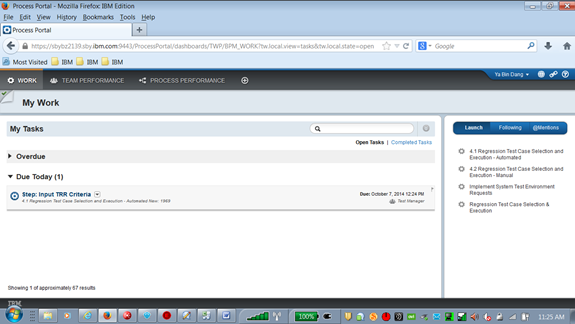 Process Portal - Mozilla Firefox: IBM Edition
File Edit View History Bookmarks Tools Help
Process Portal
https://sbybz2139.sby.ibm.com:9443/ProcessPortal/dashboards/TWP/BPM_WORK?tw.local.view=tasks&tw.local.state=open
Google
Most Visited IBM IBM IBM
WORK TEAM PERFORMANCE PROCESS PERFORMANCE
Ya Bin Dang
My Work
My Tasks
Open Tasks | Completed Tasks
Overdue
Due Today (1)
Step: Input TRR Criteria
Due: October 7, 2014 12:24 PM
4.1 Regression Test Case Selection and Execution - Automated New: 1969
Test Manager
Showing 1 of approximately 67 results
Launch Following @Mentions
4.1 Regression Test Case Selection and
Execution - Automated
4.2 Regression Test Case Selection and
Execution - Manual
Implement System Test Environment
Requests
Regression Test Case Selection &
Execution
IBM
100%
11:25 AM